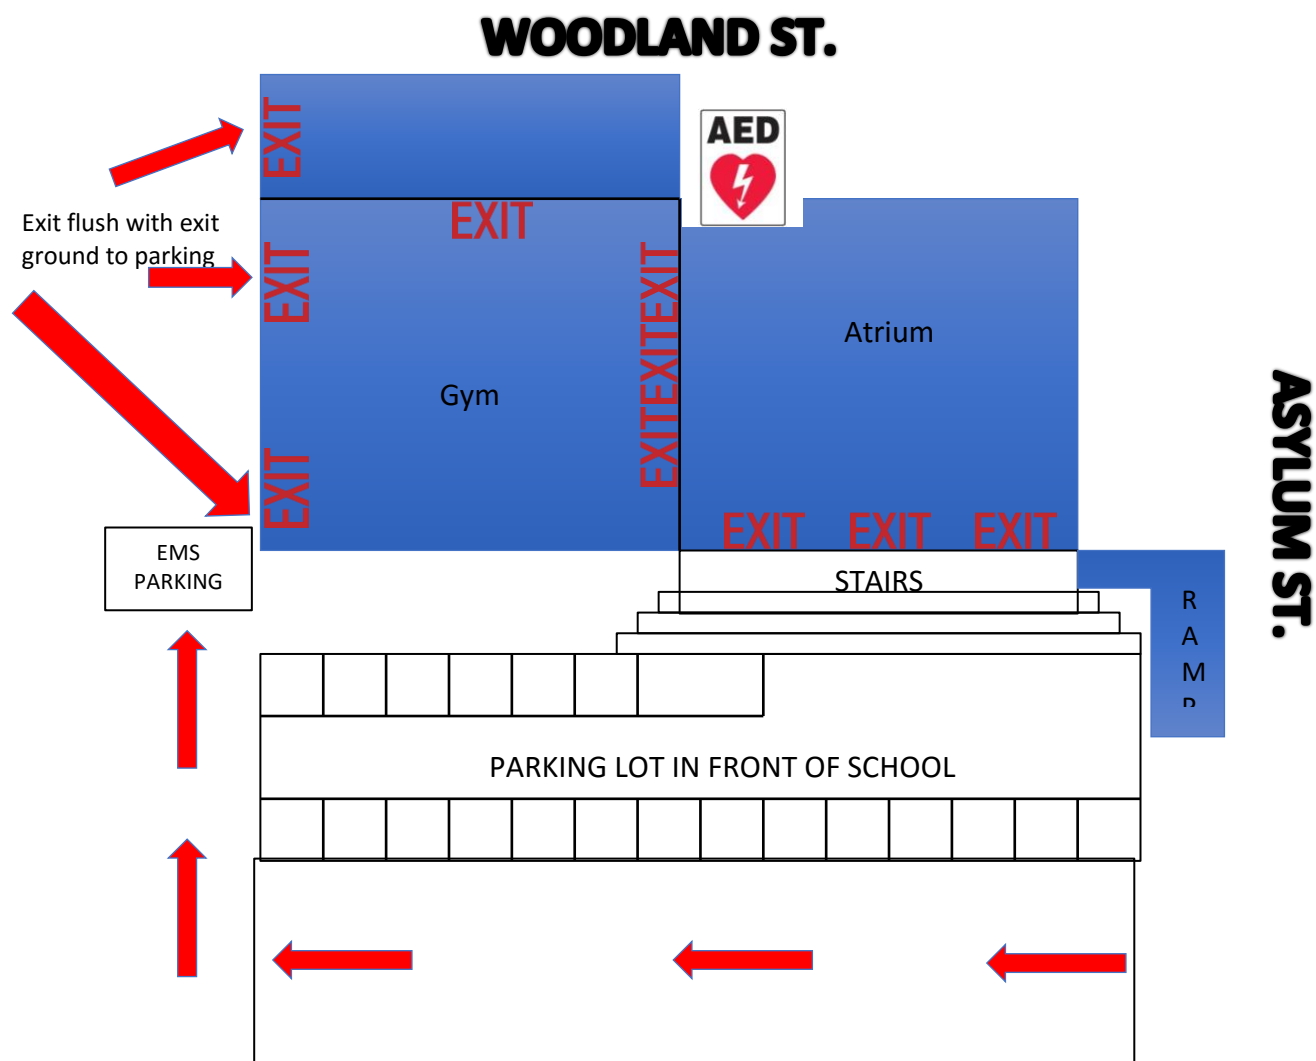 WOODLAND ST.
EXIT
AED
Exit flush with exit
ground to parking
EXIT
EXIT
EXITEXITEXIT
Atrium
Gym
ASYLUM ST.
EXIT
EXIT EXIT EXIT
EMS
PARKING
STAIRS
R
A
M
P
PARKING LOT IN FRONT OF SCHOOL